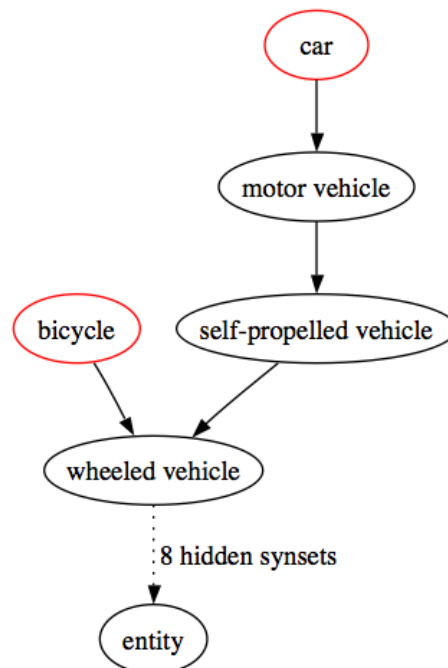 car
motor vehicle
bicycle
self-propelled vehicle
wheeled vehicle
8 hidden synsets
entity